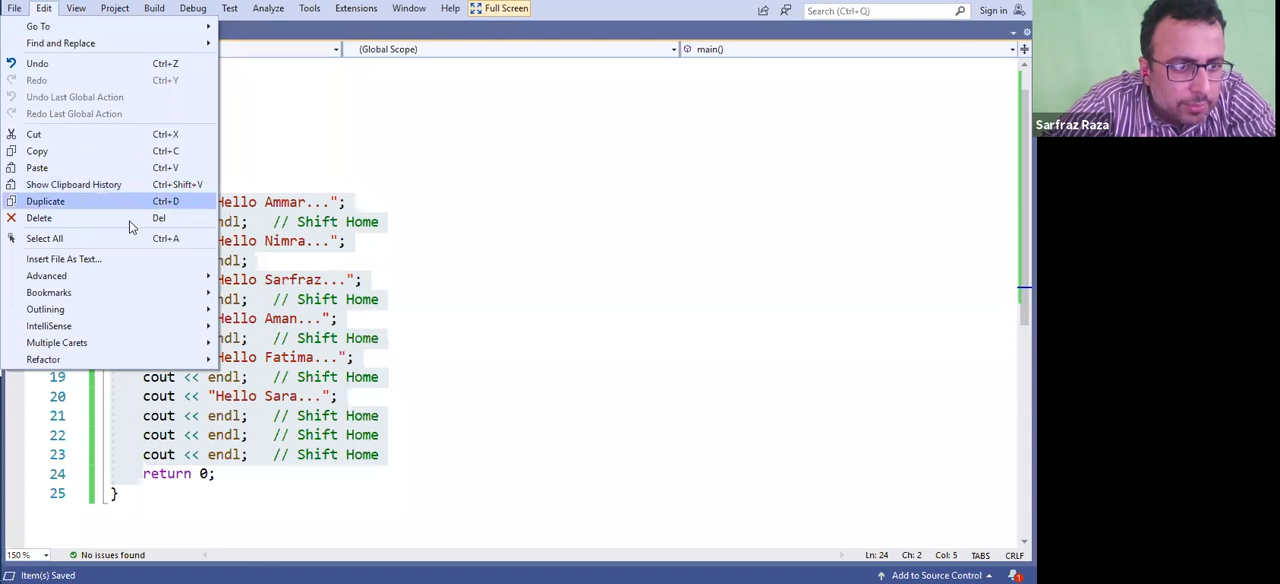 File Edit View Project Build Debug Test Analyze Tools Extensions Window Help Full Screen Search (Ctrl+Q) Sign in
Go To
Find and Replace
(Global Scope) main()
Undo Ctrl+Z
Redo Ctrl+Y
Undo Last Global Action
Redo Last Global Action
Cut Ctrl+X
Copy Ctrl+C
Paste Ctrl+V
Show Clipboard History Ctrl+Shift+V
Duplicate Ctrl+D
Delete Del
Select All Ctrl+A
Insert File As Text...
Advanced
Bookmarks
Outlining
IntelliSense
Multiple Carets
Refactor
Hello Ammar...";
ndl; // Shift Home
Hello Nimra...";
ndl;
Hello Sarfraz...";
ndl; // Shift Home
Hello Aman...";
ndl; // Shift Home
Hello Fatima...";
19 cout << endl; // Shift Home
20 cout << "Hello Sara...";
21 cout << endl; // Shift Home
22 cout << endl; // Shift Home
23 cout << endl; // Shift Home
24 return 0;
25 }
150 % No issues found Ln: 24 Ch: 2 Col: 5 TABS CRLF
Item(s) Saved Add to Source Control 1
Sarfraz Raza